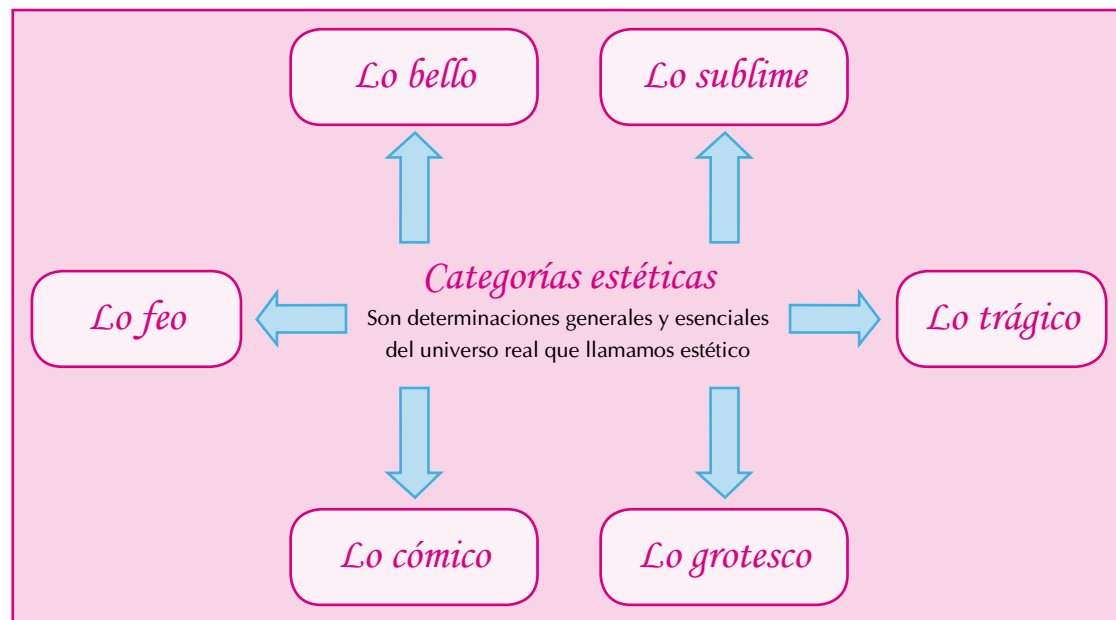 Lo bello
Lo sublime
Categorías estéticas
Son determinaciones generales y esenciales
del universo real que llamamos estético
Lo feo
Lo trágico
Lo cómico
Lo grotesco